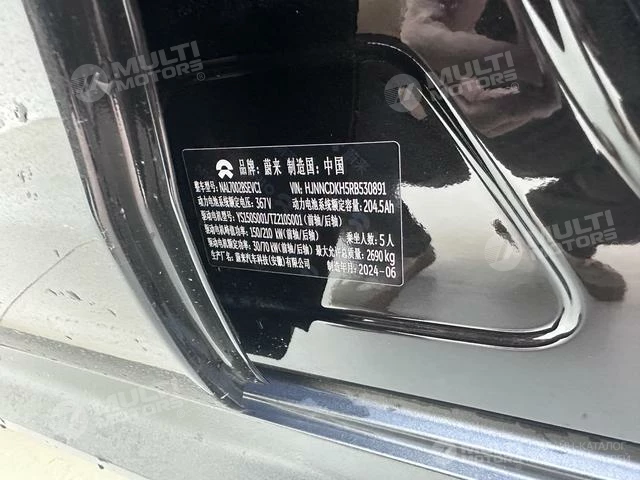 MULTI
MOTORS®
MULTI
MOTORS
品牌：蔚来 制造国：中国
整车型号：NAL7002BSEVC1 VIN: HJNNCDKH5RB530891
动力电池系统额定电压：367V 动力电池系统额定容量：204.5Ah
驱动电机型号：YS150S001/TZ210S001（前轴/后轴）
驱动电机峰值功率：150/210 kW（前轴/后轴） 乘坐人数：5人
驱动电机额定功率：30/70 kW（前轴/后轴） 最大允许总质量：2690 kg
生产厂名：蔚来汽车科技（安徽）有限公司 制造年月：2024-06